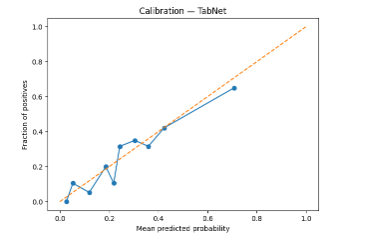 Calibration — TabNet
1.0
0.8
0.6
0.4
0.2
0.0
Fraction of positives
0.0 0.2 0.4 0.6 0.8 1.0
Mean predicted probability